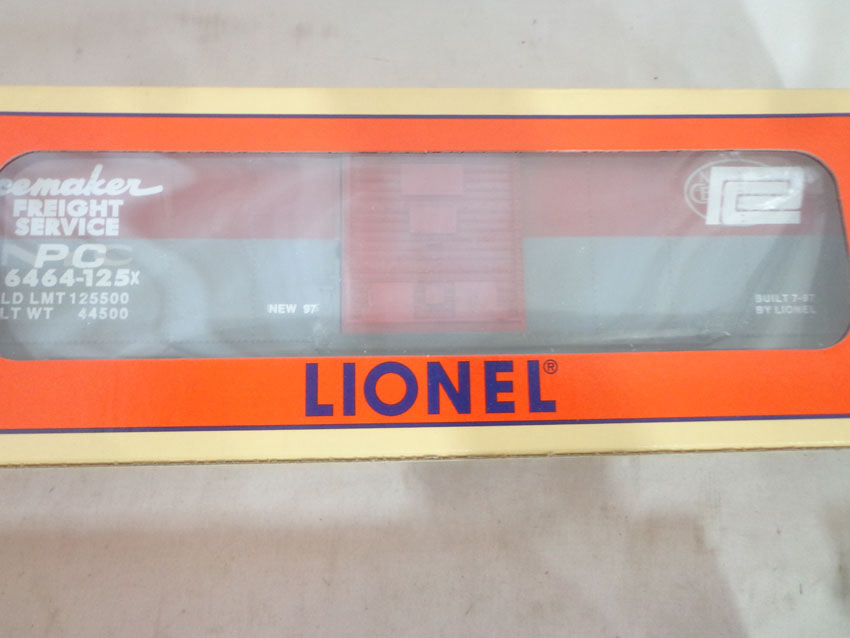 cemaker
FREIGHT
SERVICE
PC
6464-125X
LD LMT 125500
LT WT 44500
NEW 97
BUILT 7-97
BY LIONEL
LIONEL®